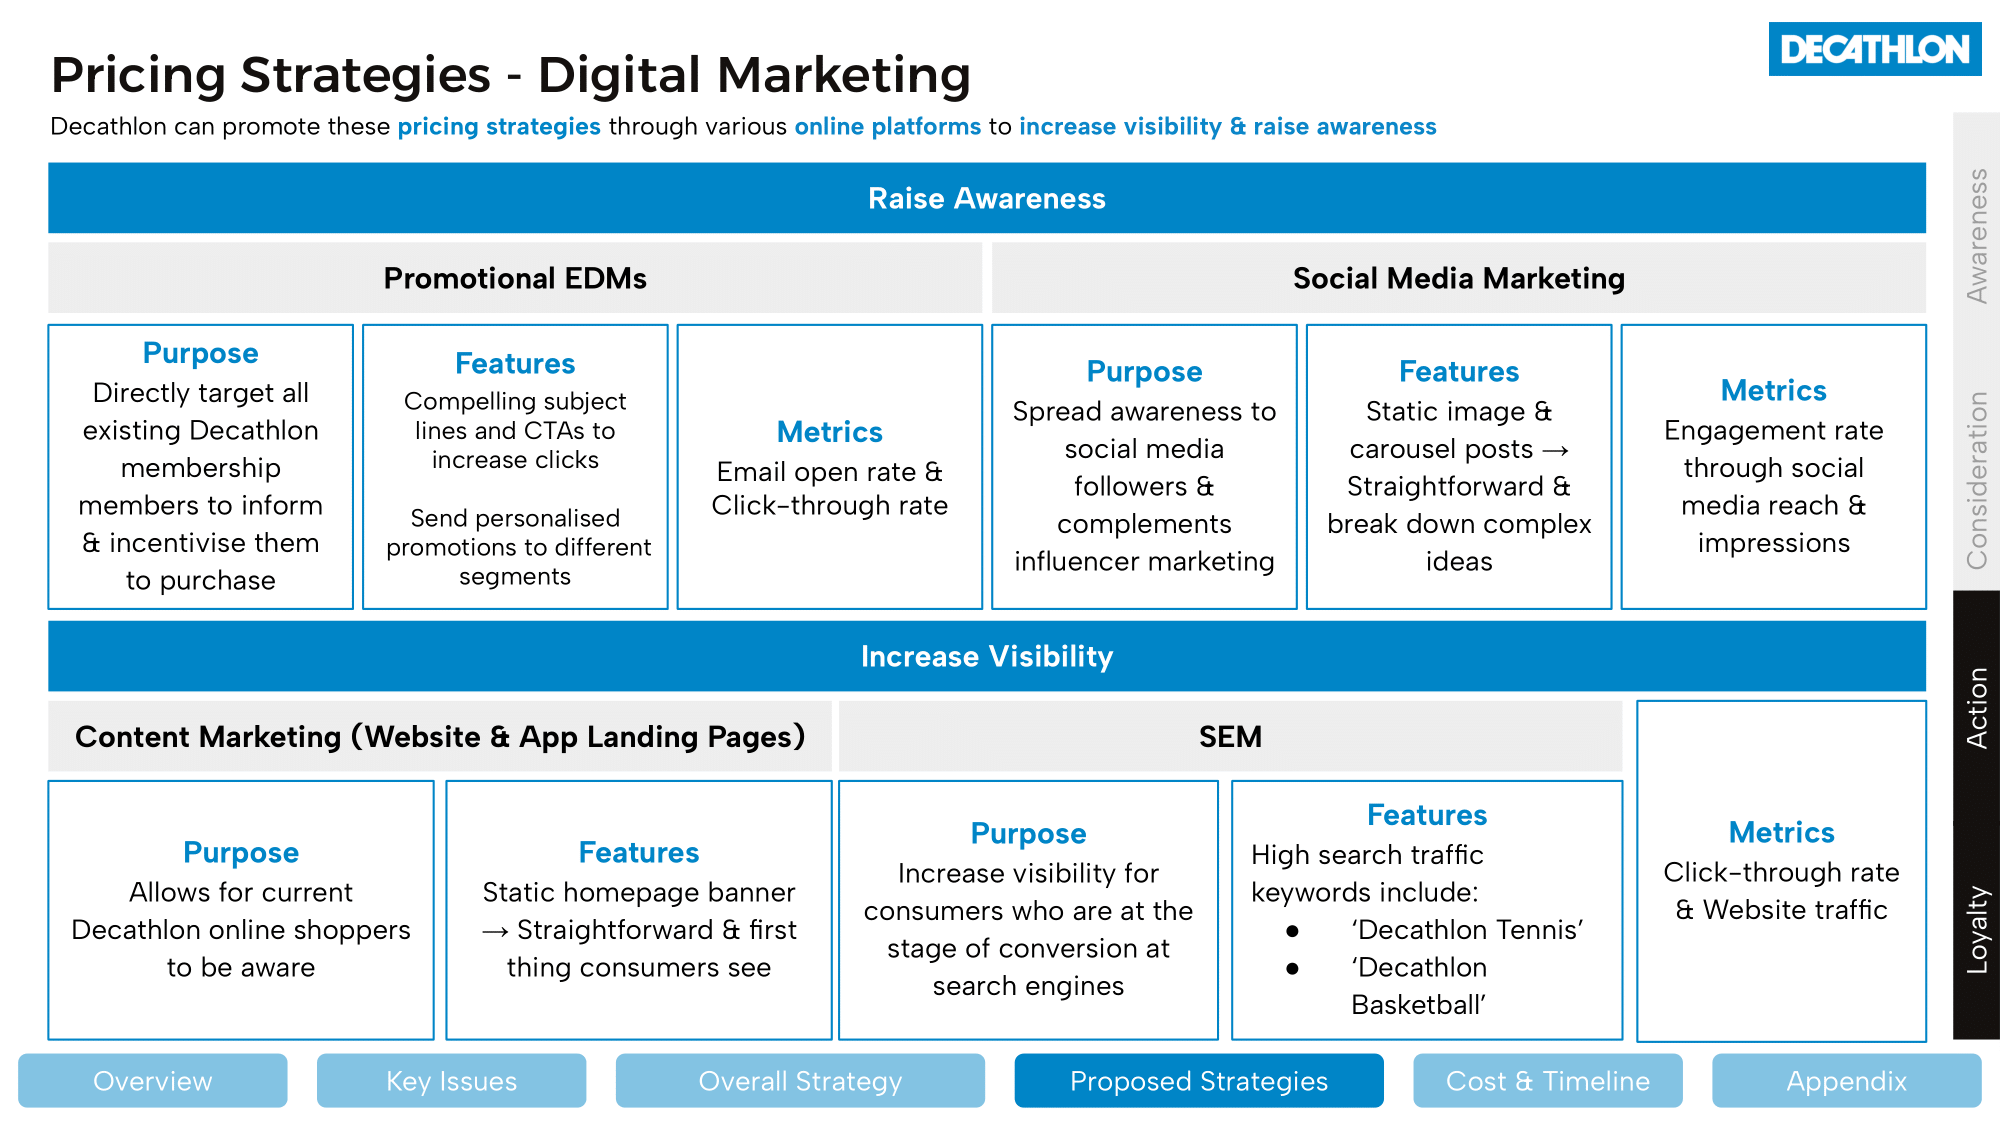 DECATHLON
Pricing Strategies - Digital Marketing
Decathlon can promote these pricing strategies through various online platforms to increase visibility & raise awareness
Raise Awareness
Promotional EDMs
Purpose
Directly target all
existing Decathlon
membership
members to inform
& incentivise them
to purchase
Features
Compelling subject
lines and CTAs to
increase clicks
Send personalised
promotions to different
segments
Metrics
Email open rate &
Click-through rate
Social Media Marketing
Purpose
Spread awareness to
social media
followers &
complements
influencer marketing
Features
Static image &
carousel posts →
Straightforward &
break down complex
ideas
Metrics
Engagement rate
through social
media reach &
impressions
Increase Visibility
Content Marketing (Website & App Landing Pages)
Purpose
Allows for current
Decathlon online shoppers
to be aware
Features
Static homepage banner
→ Straightforward & first
thing consumers see
SEM
Purpose
Increase visibility for
consumers who are at the
stage of conversion at
search engines
Features
High search traffic
keywords include:
● ‘Decathlon Tennis’
● ‘Decathlon
Basketball’
Metrics
Click-through rate
& Website traffic
Awareness
Consideration
Action
Loyalty
Overview
Key Issues
Overall Strategy
Proposed Strategies
Cost & Timeline
Appendix